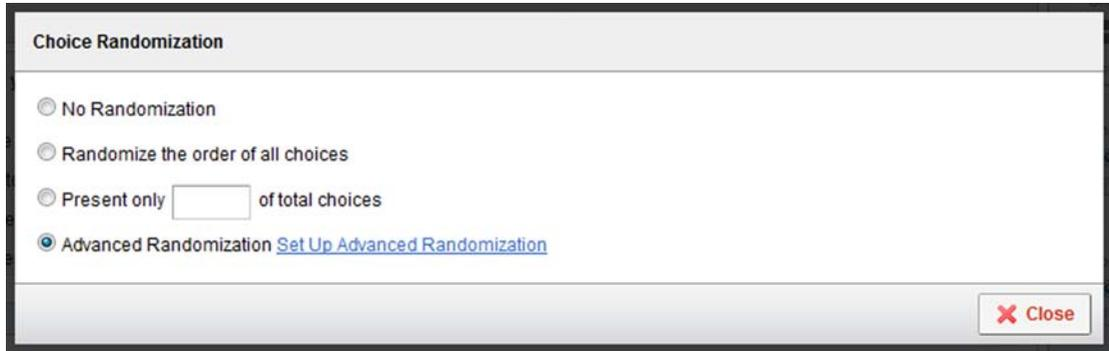 Choice Randomization
No Randomization
Randomize the order of all choices
Present only of total choices
Advanced Randomization Set Up Advanced Randomization
Close